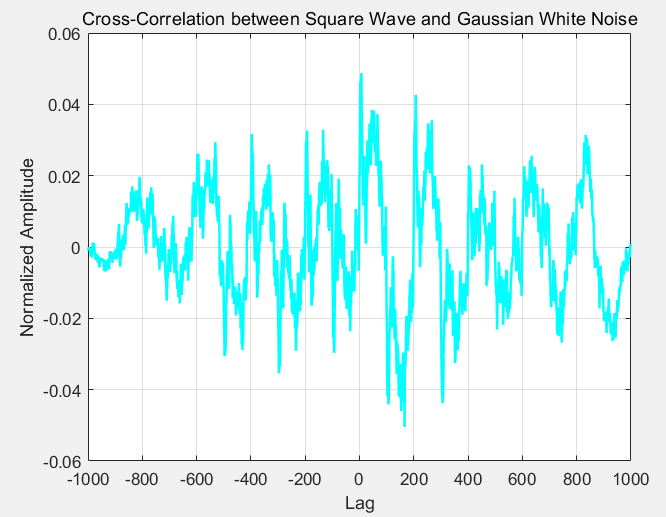 Cross-Correlation between Square Wave and Gaussian White Noise
0.06
0.04
0.02
0
-0.02
-0.04
-0.06
Normalized Amplitude
-1000 -800 -600 -400 -200 0 200 400 600 800 1000
Lag